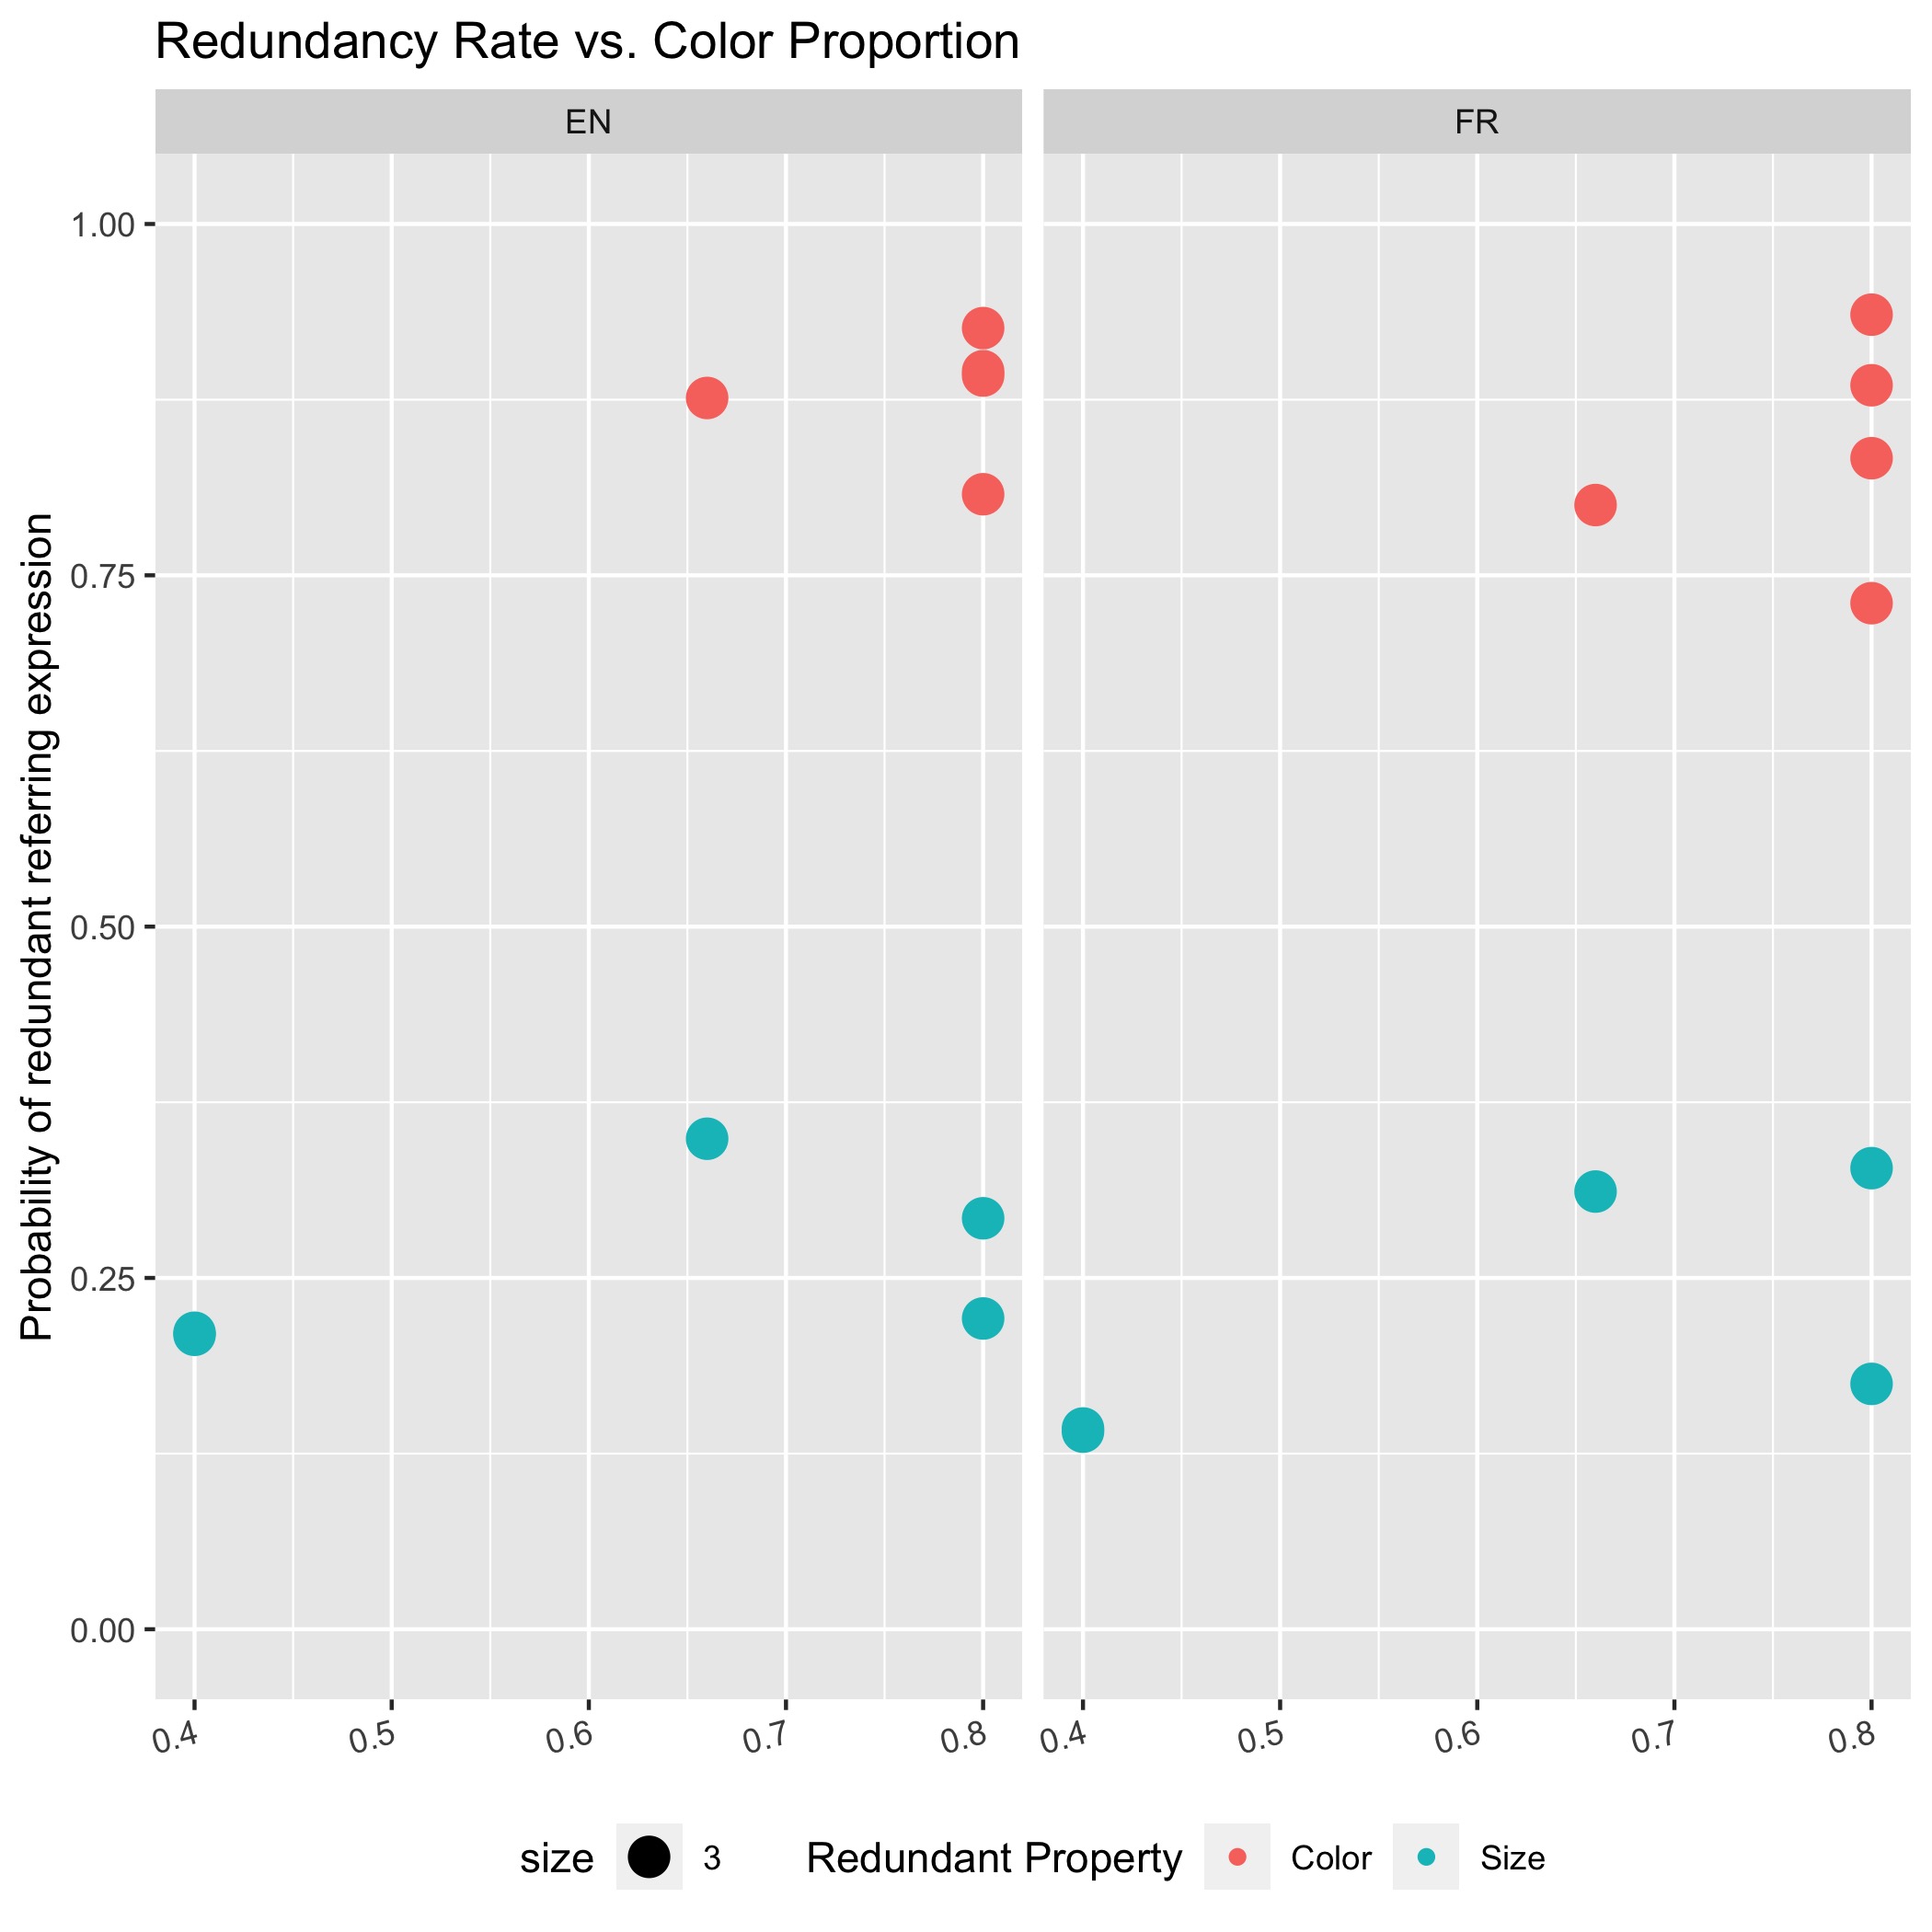 Redundancy Rate vs. Color Proportion
EN
FR
Probability of redundant referring expression
1.00
0.75
0.50
0.25
0.00
0.4 0.5 0.6 0.7 0.8
0.4 0.5 0.6 0.7 0.8
size 3 Redundant Property Color Size